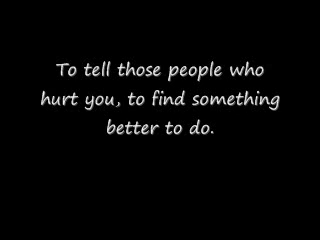 To tell those people who
hurt you, to find something
better to do.